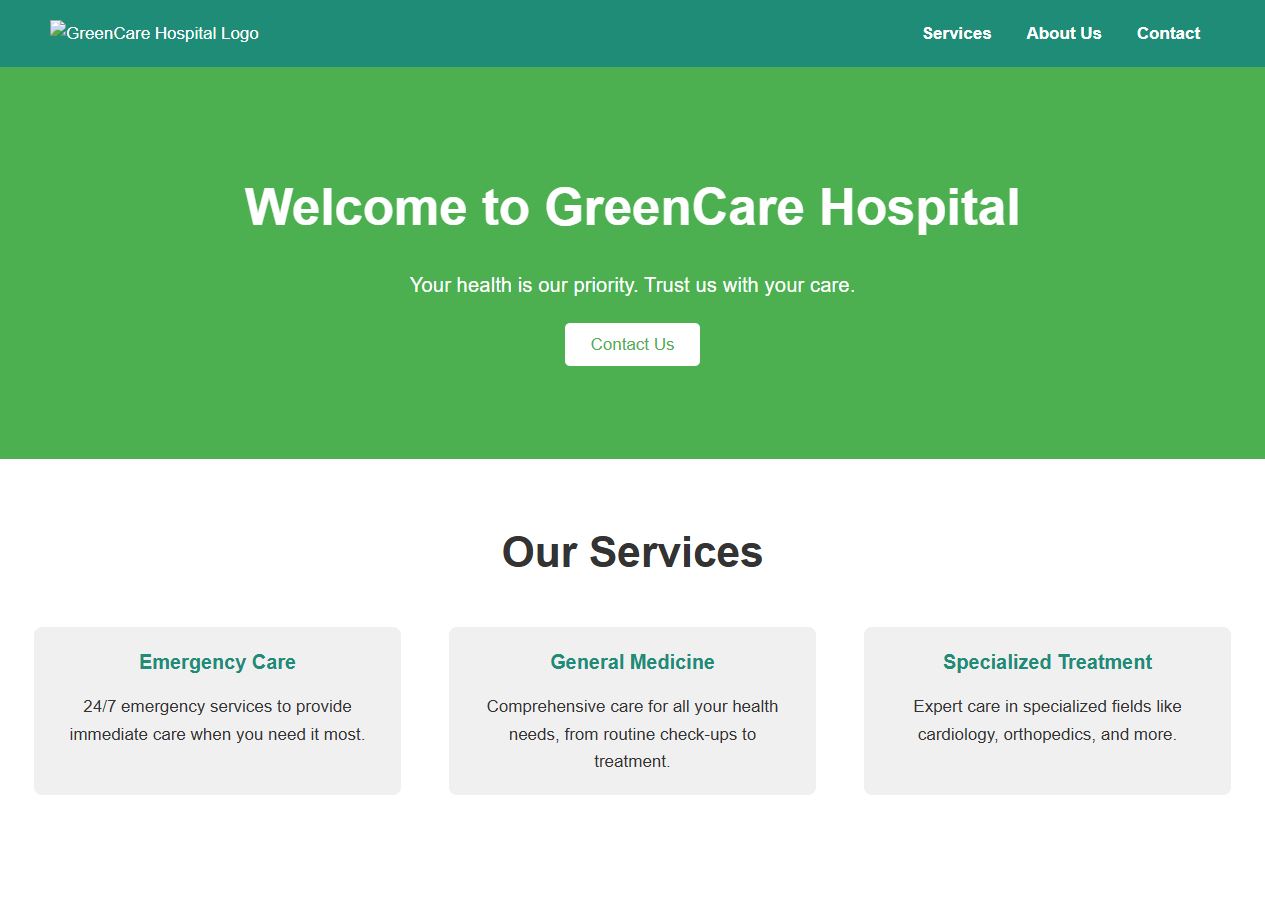 GreenCare Hospital Logo
Services
About Us
Contact
Welcome to GreenCare Hospital
Your health is our priority. Trust us with your care.
Contact Us
Our Services
Emergency Care
24/7 emergency services to provide
immediate care when you need it most.
General Medicine
Comprehensive care for all your health
needs, from routine check-ups to
treatment.
Specialized Treatment
Expert care in specialized fields like
cardiology, orthopedics, and more.